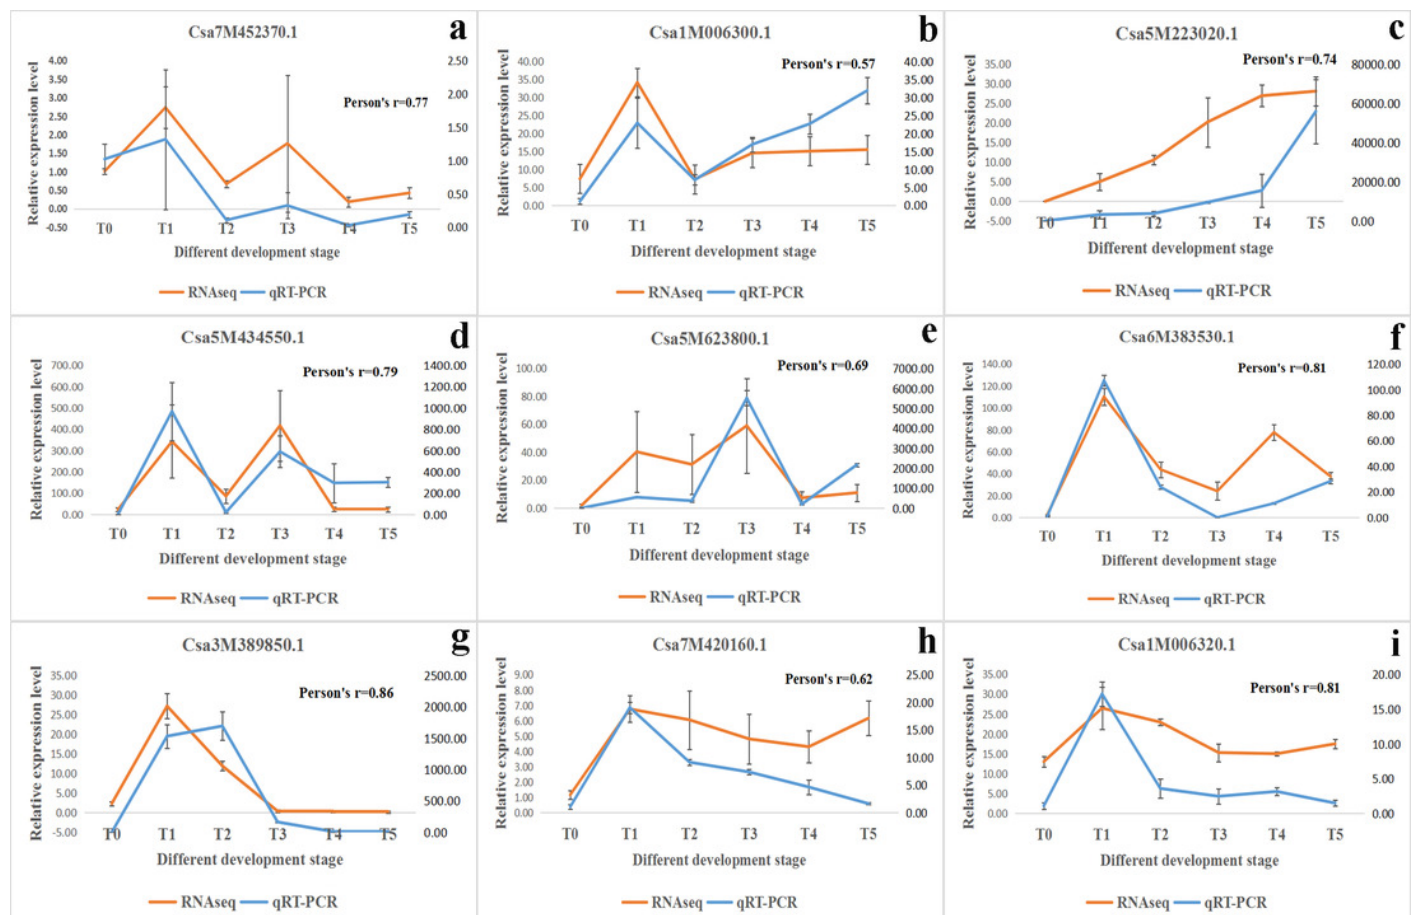 Csa7M452370.1
a
Relative expression level
4.00
3.50
3.00
2.50
2.00
1.50
1.00
0.50
0.00
-0.50
2.50
2.00
1.50
1.00
0.50
0.00
Person's r=0.77
T0 T1 T2 T3 T4 T5
Different development stage
RNAseq qRT-PCR
Csa1M006300.1
b
Relative expression level
40.00
35.00
30.00
25.00
20.00
15.00
10.00
5.00
0.00
40.00
35.00
30.00
25.00
20.00
15.00
10.00
5.00
0.00
Person's r=0.57
T0 T1 T2 T3 T4 T5
Different development stage
RNAseq qRT-PCR
Csa5M223020.1
c
Relative expression level
35.00
30.00
25.00
20.00
15.00
10.00
5.00
0.00
-5.00
80000.00
60000.00
40000.00
20000.00
0.00
Person's r=0.74
T0 T1 T2 T3 T4 T5
Different development stage
RNAseq qRT-PCR
Csa5M434550.1
d
Relative expression level
700.00
600.00
500.00
400.00
300.00
200.00
100.00
0.00
1400.00
1200.00
1000.00
800.00
600.00
400.00
200.00
0.00
Person's r=0.79
T0 T1 T2 T3 T4 T5
Different development stage
RNAseq qRT-PCR
Csa5M623800.1
e
Relative expression level
100.00
80.00
60.00
40.00
20.00
0.00
7000.00
6000.00
5000.00
4000.00
3000.00
2000.00
1000.00
0.00
Person's r=0.69
T0 T1 T2 T3 T4 T5
Different development stage
RNAseq qRT-PCR
Csa6M383530.1
f
Relative expression level
140.00
120.00
100.00
80.00
60.00
40.00
20.00
0.00
120.00
100.00
80.00
60.00
40.00
20.00
0.00
Person's r=0.81
T0 T1 T2 T3 T4 T5
Different development stage
RNAseq qRT-PCR
Csa3M389850.1
g
Relative expression level
35.00
30.00
25.00
20.00
15.00
10.00
5.00
0.00
-5.00
2500.00
2000.00
1500.00
1000.00
500.00
0.00
Person's r=0.86
T0 T1 T2 T3 T4 T5
Different development stage
RNAseq qRT-PCR
Csa7M420160.1
h
Relative expression level
9.00
8.00
7.00
6.00
5.00
4.00
3.00
2.00
1.00
0.00
25.00
20.00
15.00
10.00
5.00
0.00
Person's r=0.62
T0 T1 T2 T3 T4 T5
Different development stage
RNAseq qRT-PCR
Csa1M006320.1
i
Relative expression level
35.00
30.00
25.00
20.00
15.00
10.00
5.00
0.00
20.00
15.00
10.00
5.00
0.00
Person's r=0.81
T0 T1 T2 T3 T4 T5
Different development stage
RNAseq qRT-PCR